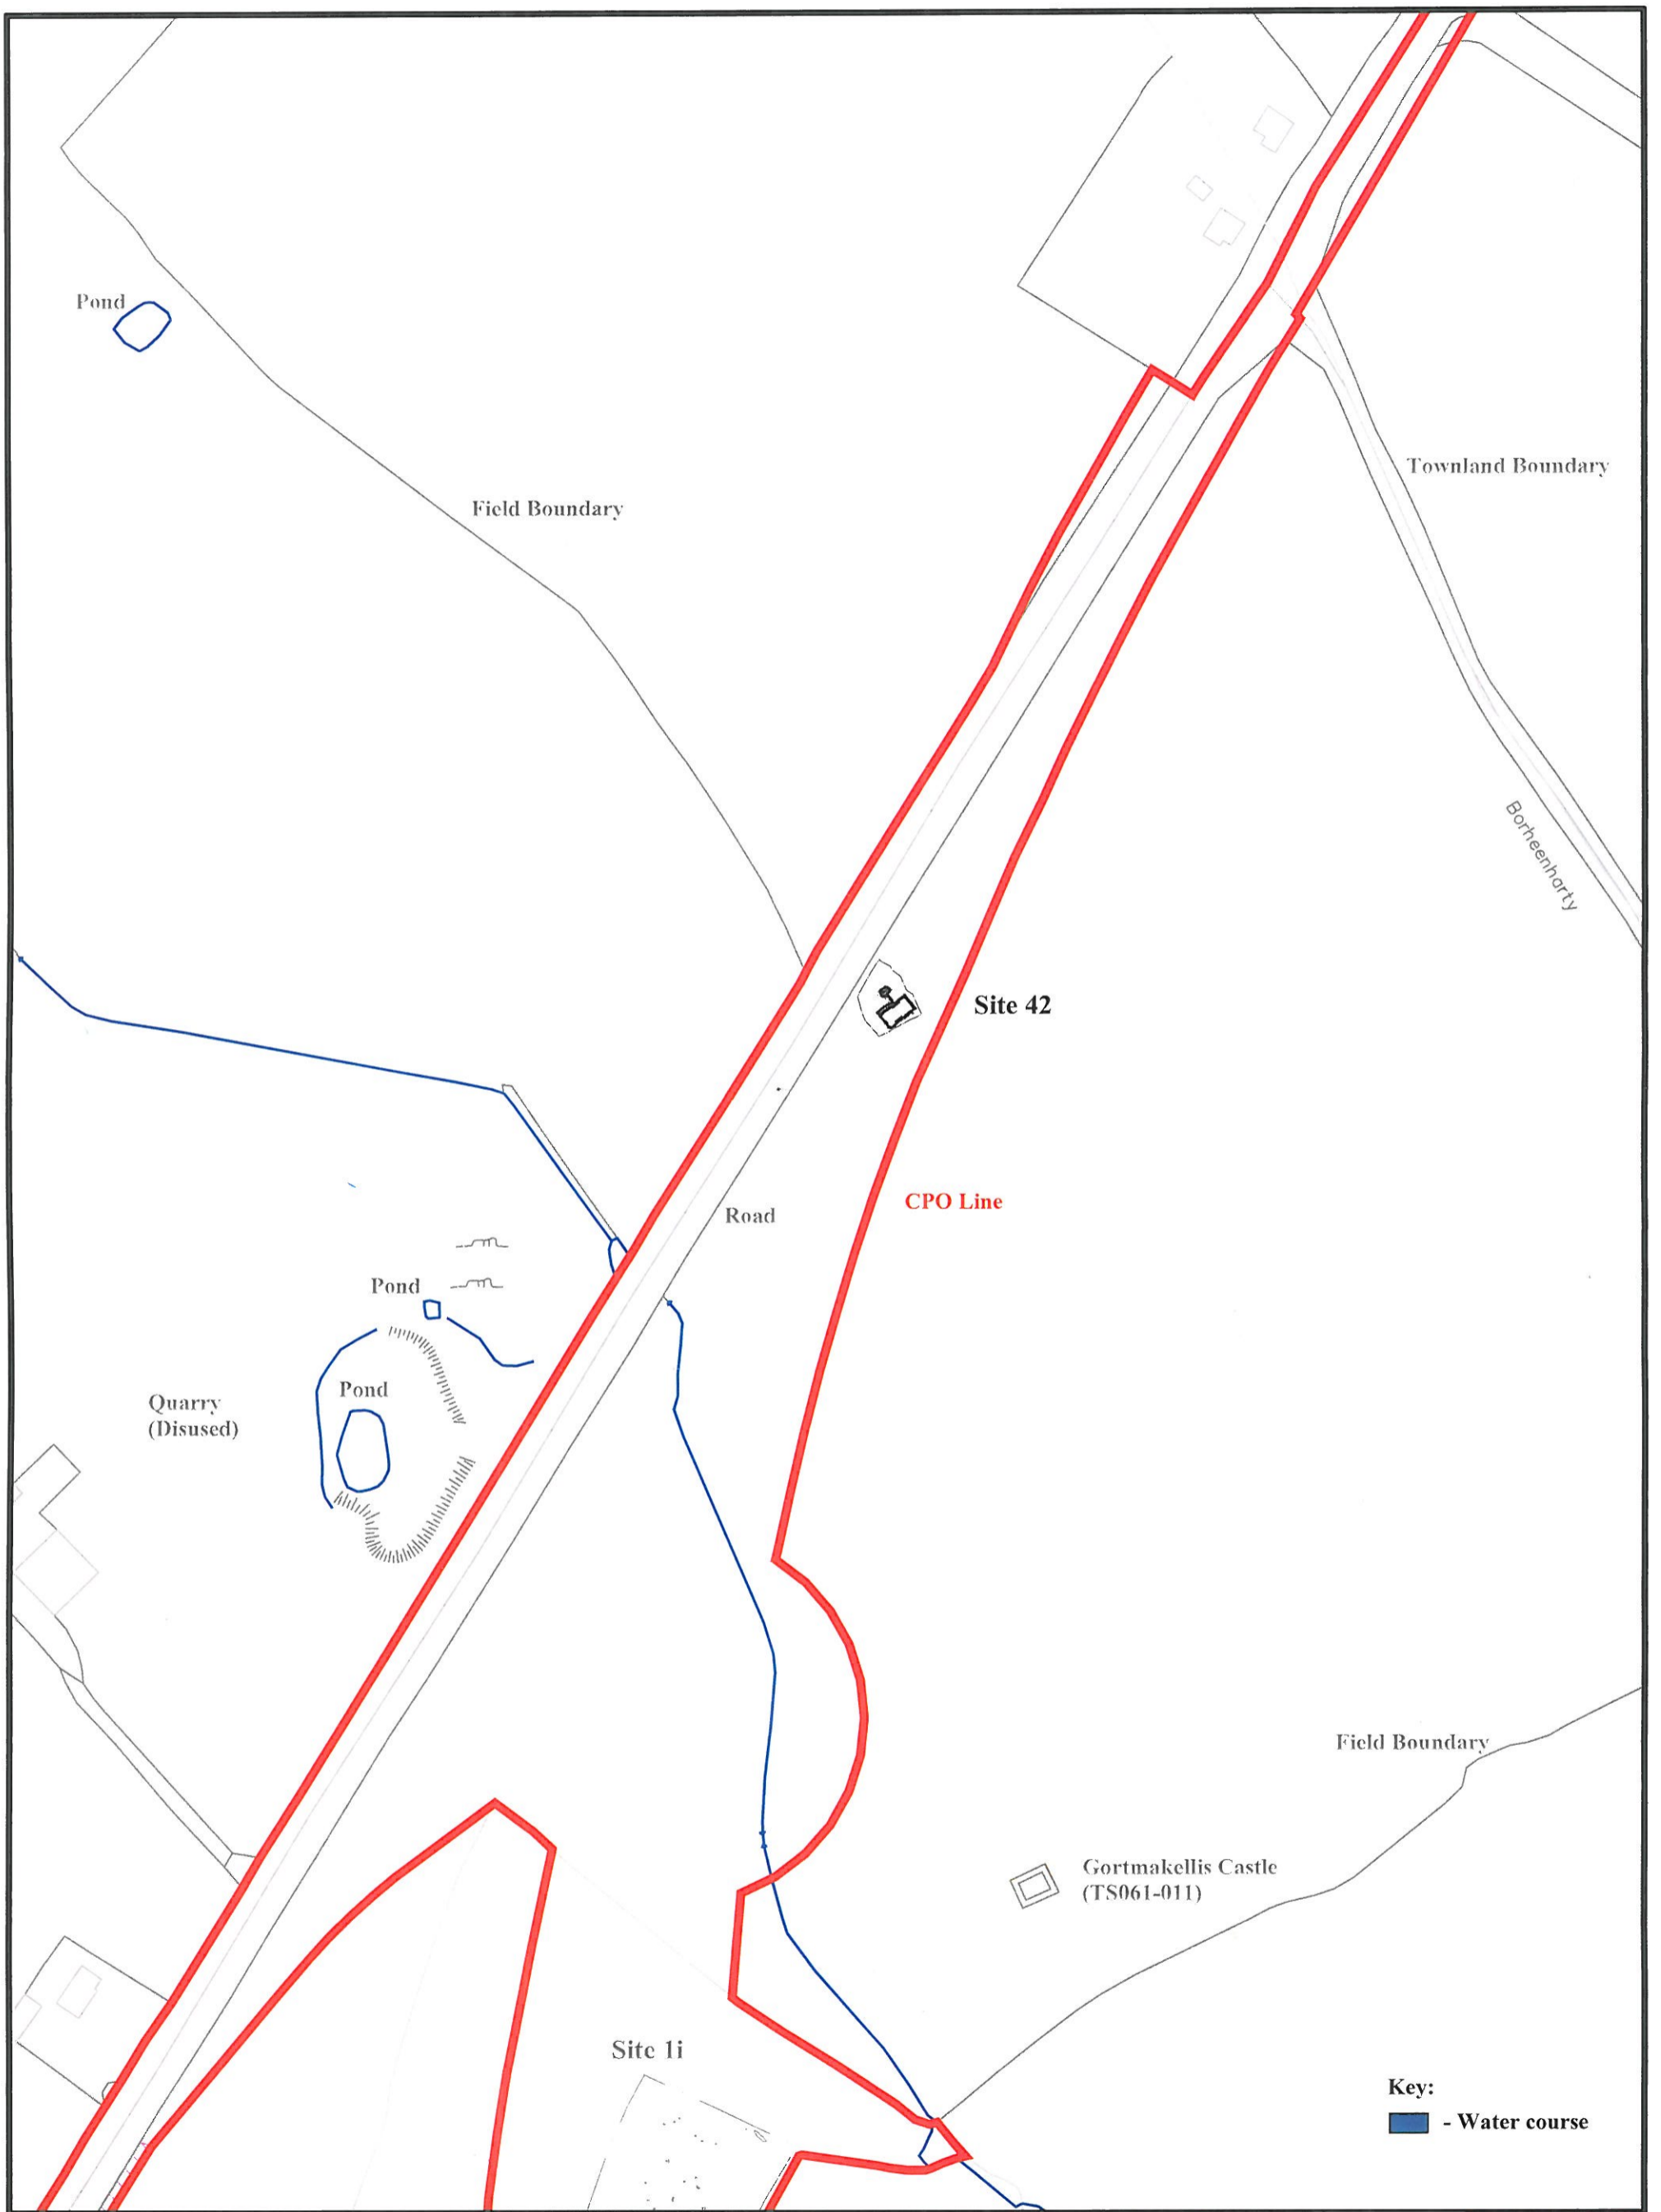 Pond
Townland Boundary
Field Boundary
Borheenharty
Site 42
CPO Line
Road
Pond
Pond
Quarry
(Disused)
Field Boundary
Gortmakellis Castle
(TS061-011)
Site 1i
Key:
- Water course